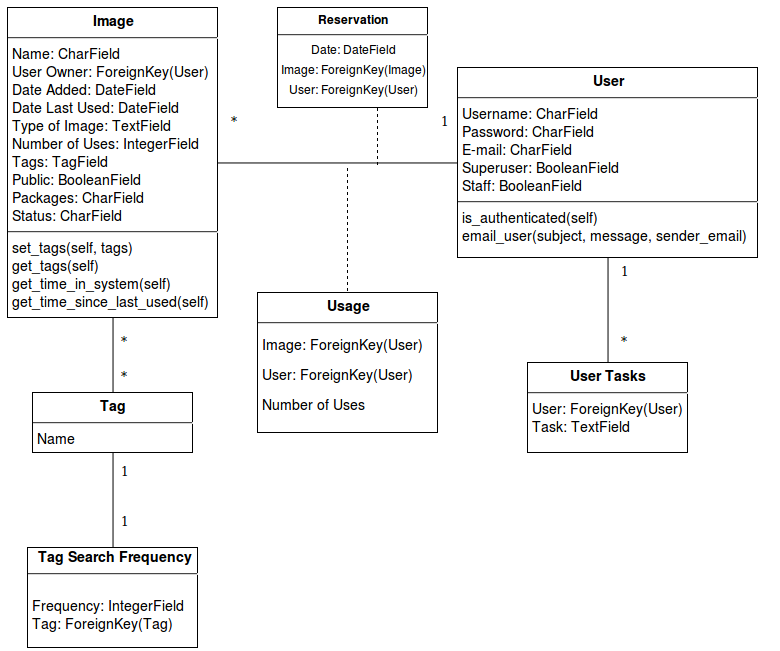 Image
Name: CharField
User Owner: ForeignKey(User)
Date Added: DateField
Date Last Used: DateField
Type of Image: TextField
Number of Uses: IntegerField
Tags: TagField
Public: BooleanField
Packages: CharField
Status: CharField
set_tags(self, tags)
get_tags(self)
get_time_in_system(self)
get_time_since_last_used(self)
Reservation
Date: DateField
Image: ForeignKey(Image)
User: ForeignKey(User)
*
1
User
Username: CharField
Password: CharField
E-mail: CharField
Superuser: BooleanField
Staff: BooleanField
is_authenticated(self)
email_user(subject, message, sender_email)
Usage
Image: ForeignKey(User)
User: ForeignKey(User)
Number of Uses
1
*
User Tasks
User: ForeignKey(User)
Task: TextField
*
*
Tag
Name
1
1
Tag Search Frequency
Frequency: IntegerField
Tag: ForeignKey(Tag)